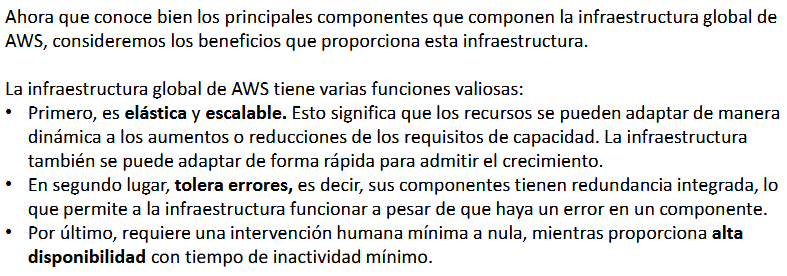 Ahora que conoce bien los principales componentes que componen la infraestructura global de
AWS, consideremos los beneficios que proporciona esta infraestructura.
La infraestructura global de AWS tiene varias funciones valiosas:
• Primero, es elástica y escalable. Esto significa que los recursos se pueden adaptar de manera
dinámica a los aumentos o reducciones de los requisitos de capacidad. La infraestructura
también se puede adaptar de forma rápida para admitir el crecimiento.
• En segundo lugar, tolera errores, es decir, sus componentes tienen redundancia integrada, lo
que permite a la infraestructura funcionar a pesar de que haya un error en un componente.
• Por último, requiere una intervención humana mínima a nula, mientras proporciona alta
disponibilidad con tiempo de inactividad mínimo.